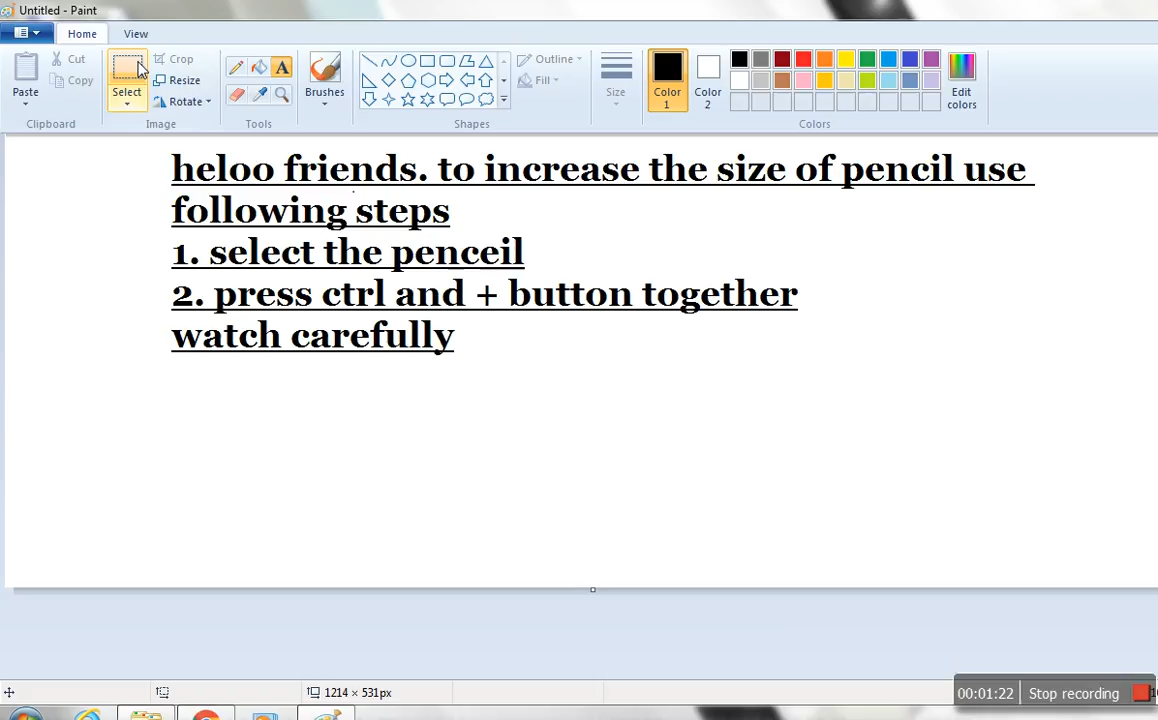 Untitled - Paint
Home View
Paste
Cut
Copy
Clipboard
Select
Crop
Resize
Rotate
Image
A
Tools
Brushes
Shapes
Outline
Fill
Size
Color 1
Color 2
Edit colors
Colors
heloo friends. to increase the size of pencil use
following steps
1. select the penceil
2. press ctrl and + button together
watch carefully
1214 × 531px
00:01:22 Stop recording